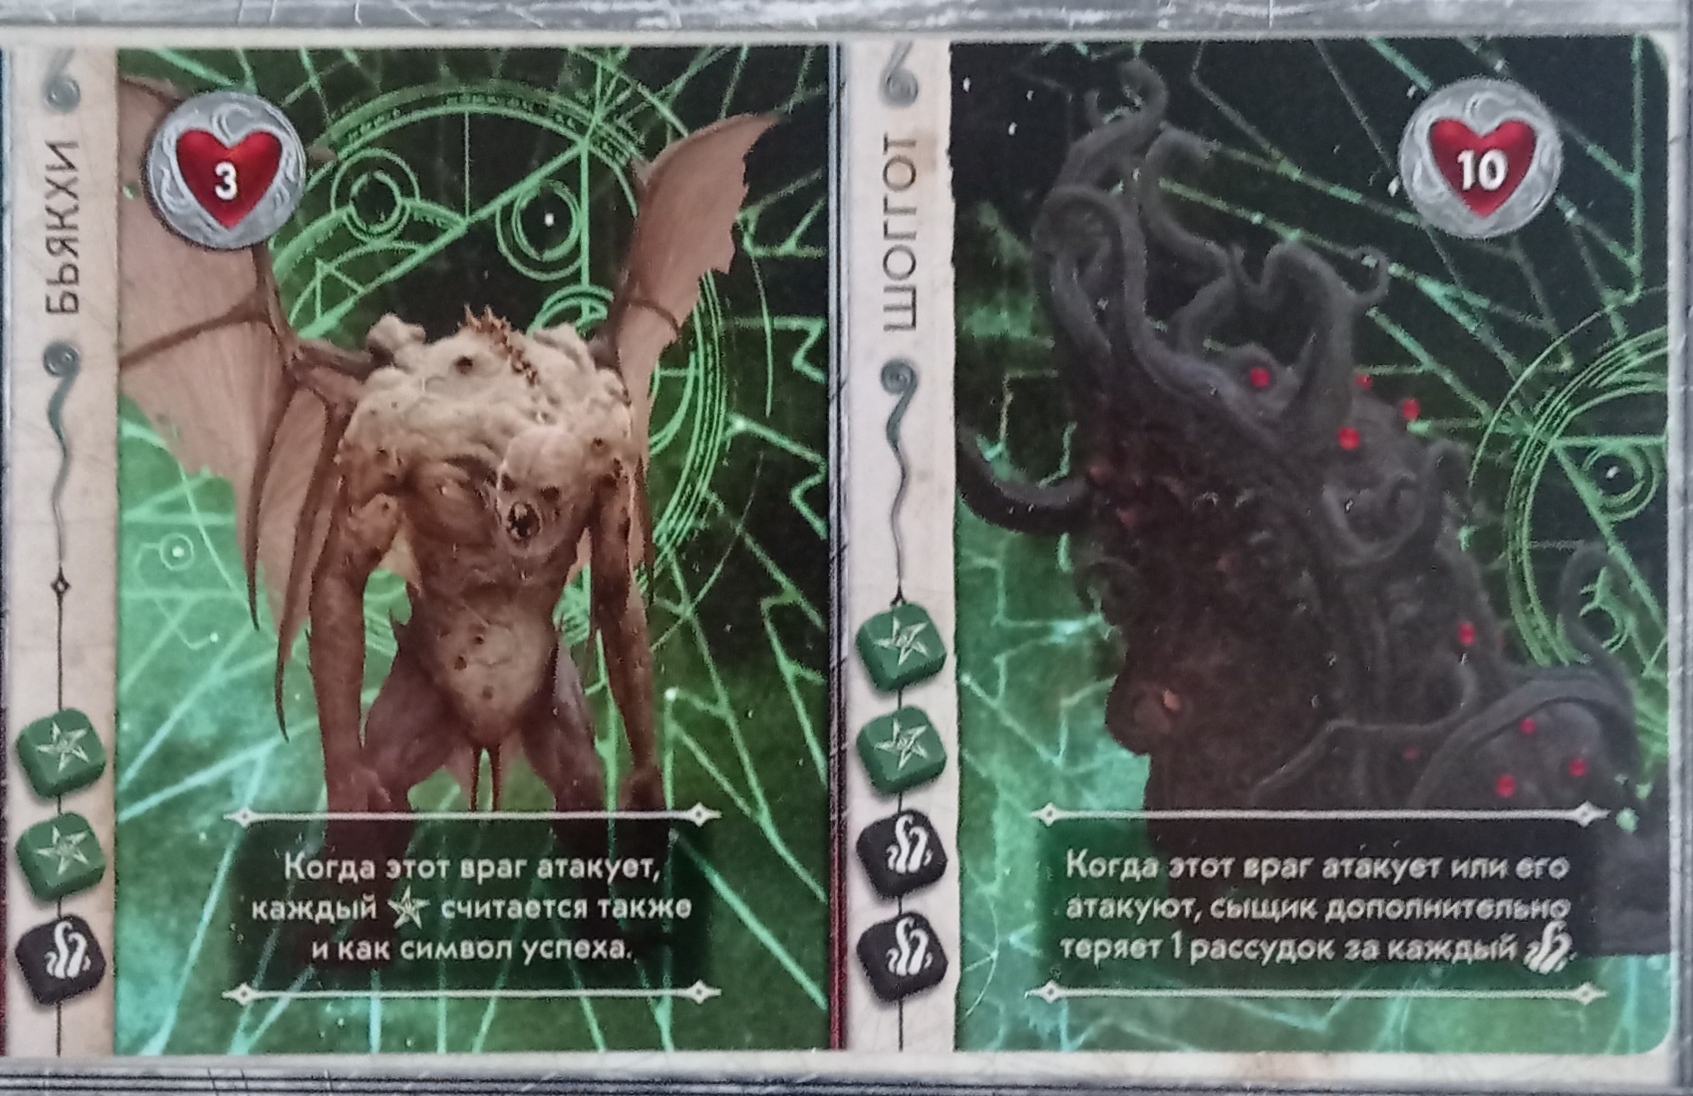 БЬЯКХИ
3
Когда этот враг атакует,
каждый считается также
и как символ успеха.
ШОГГОТ
10
Когда этот враг атакует или его
атакуют, сыщик дополнительно
теряет 1 рассудок за каждый